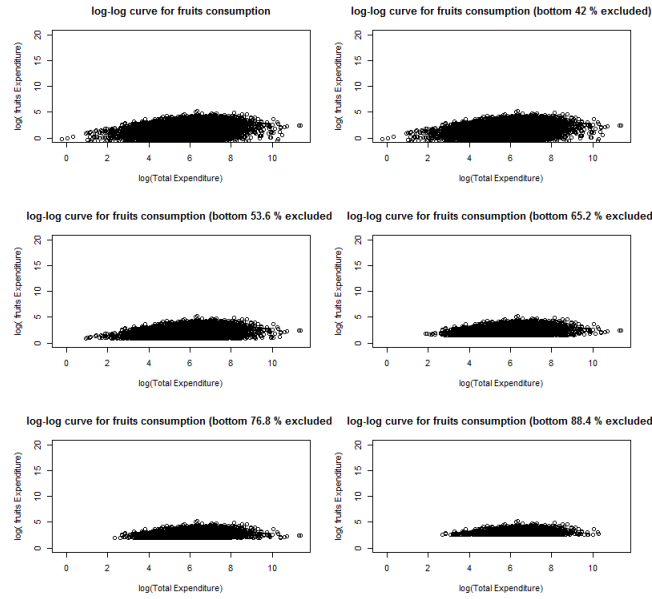 log-log curve for fruits consumption
log( fruits Expenditure)
20
15
10
5
0
0 2 4 6 8 10
log(Total Expenditure)
log-log curve for fruits consumption (bottom 42 % excluded)
log( fruits Expenditure)
20
15
10
5
0
0 2 4 6 8 10
log(Total Expenditure)
log-log curve for fruits consumption (bottom 53.6 % excluded
log( fruits Expenditure)
20
15
10
5
0
0 2 4 6 8 10
log(Total Expenditure)
log-log curve for fruits consumption (bottom 65.2 % excluded
log( fruits Expenditure)
20
15
10
5
0
0 2 4 6 8 10
log(Total Expenditure)
log-log curve for fruits consumption (bottom 76.8 % excluded
log( fruits Expenditure)
20
15
10
5
0
0 2 4 6 8 10
log(Total Expenditure)
log-log curve for fruits consumption (bottom 88.4 % excluded
log( fruits Expenditure)
20
15
10
5
0
0 2 4 6 8 10
log(Total Expenditure)